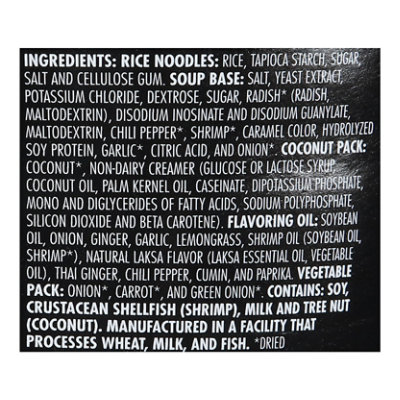 INGREDIENTS: RICE NOODLES: RICE, TAPIOCA STARCH, SUGAR,
SALT AND CELLULOSE GUM. SOUP BASE: SALT, YEAST EXTRACT,
POTASSIUM CHLORIDE, DEXTROSE, SUGAR, RADISH* (RADISH,
MALTODEXTRIN), DISODIUM INOSINATE AND DISODIUM GUANYLATE,
MALTODEXTRIN, CHILI PEPPER*, SHRIMP*, CARAMEL COLOR, HYDROLYZED
SOY PROTEIN, GARLIC*, CITRIC ACID, AND ONION*. COCONUT PACK:
COCONUT*, NON-DAIRY CREAMER (GLUCOSE OR LACTOSE SYRUP,
COCONUT OIL, PALM KERNEL OIL, CASEINATE, DIPOTASSIUM PHOSPHATE,
MONO AND DIGLYCERIDES OF FATTY ACIDS, SODIUM POLYPHOSPHATE,
SILICON DIOXIDE AND BETA CAROTENE). FLAVORING OIL: SOYBEAN
OIL, ONION, GINGER, GARLIC, LEMONGRASS, SHRIMP OIL (SOYBEAN OIL,
SHRIMP*), NATURAL LAKSA FLAVOR (LAKSA ESSENTIAL OIL, VEGETABLE
OIL), THAI GINGER, CHILI PEPPER, CUMIN, AND PAPRIKA. VEGETABLE
PACK: ONION*, CARROT*, AND GREEN ONION*. CONTAINS: SOY,
CRUSTACEAN SHELLFISH (SHRIMP), MILK AND TREE NUT
(COCONUT). MANUFACTURED IN A FACILITY THAT
PROCESSES WHEAT, MILK, AND FISH. *DRIED